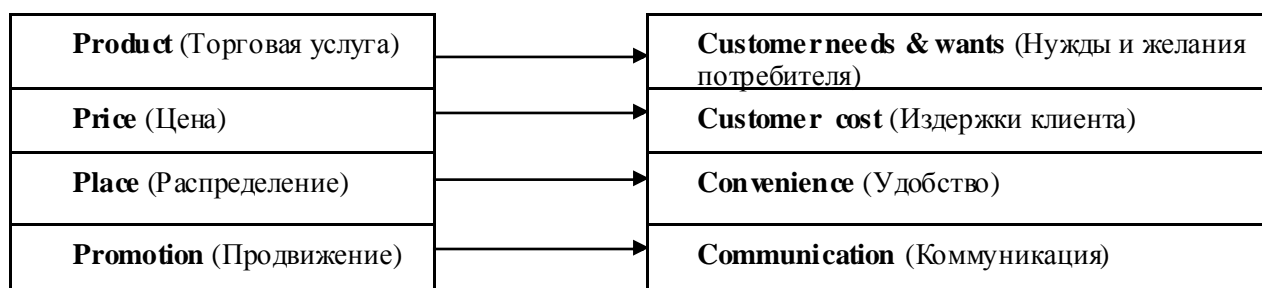 Product (Торговая услуга)
Customer needs & wants (Нужды и желания
потребителя)
Price (Цена)
Customer cost (Издержки клиента)
Place (Распределение)
Convenience (Удобство)
Promotion (Продвижение)
Communication (Коммуникация)